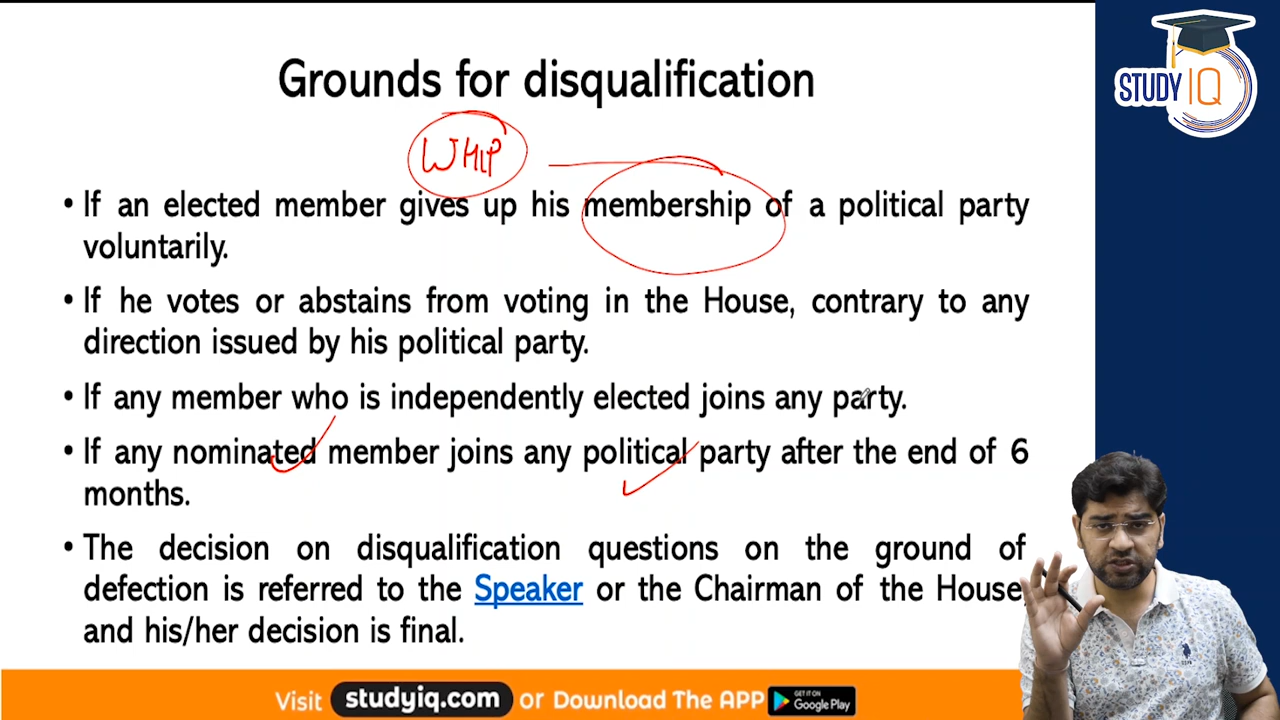 STUDY IQ
Grounds for disqualification
WHIP
• If an elected member gives up his membership of a political party
voluntarily.
• If he votes or abstains from voting in the House, contrary to any
direction issued by his political party.
• If any member who is independently elected joins any party.
• If any nominated member joins any political party after the end of 6
months.
• The decision on disqualification questions on the ground of
defection is referred to the Speaker or the Chairman of the House,
and his/her decision is final.
Visit studyiq.com or Download The APP GET IT ON Google Play